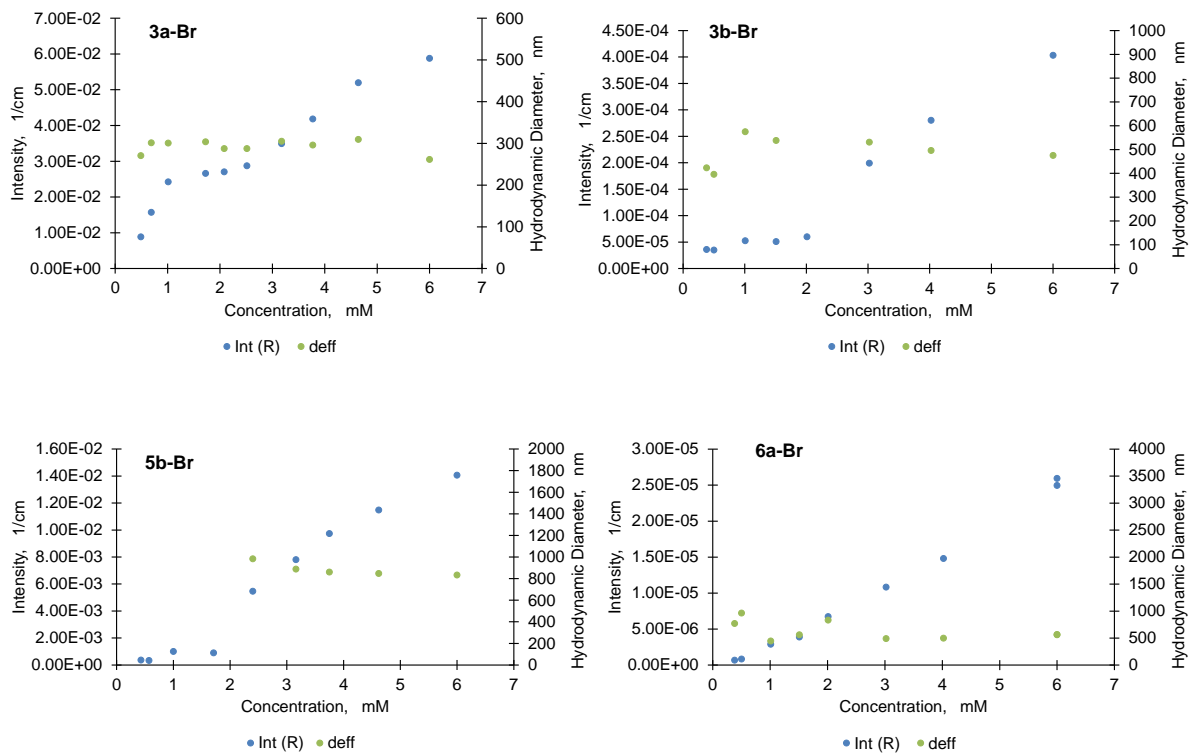 3a-Br
Intensity, 1/cm
7.00E-02
6.00E-02
5.00E-02
4.00E-02
3.00E-02
2.00E-02
1.00E-02
0.00E+00
0 1 2 3 4 5 6 7
Concentration, mM
600
500
400
300
200
100
0
Hydrodynamic Diameter, nm
Int (R) deff
3b-Br
Intensity, 1/cm
4.50E-04
4.00E-04
3.50E-04
3.00E-04
2.50E-04
2.00E-04
1.50E-04
1.00E-04
5.00E-05
0.00E+00
0 1 2 3 4 5 6 7
Concentration, mM
1000
900
800
700
600
500
400
300
200
100
0
Hydrodynamic Diameter, nm
Int (R) deff
5b-Br
Intensity, 1/cm
1.60E-02
1.40E-02
1.20E-02
1.00E-02
8.00E-03
6.00E-03
4.00E-03
2.00E-03
0.00E+00
0 1 2 3 4 5 6 7
Concentration, mM
2000
1800
1600
1400
1200
1000
800
600
400
200
0
Hydrodynamic Diameter, nm
Int (R) deff
6a-Br
Intensity, 1/cm
3.00E-05
2.50E-05
2.00E-05
1.50E-05
1.00E-05
5.00E-06
0.00E+00
0 1 2 3 4 5 6 7
Concentration, mM
4000
3500
3000
2500
2000
1500
1000
500
0
Hydrodynamic Diameter, nm
Int (R) deff